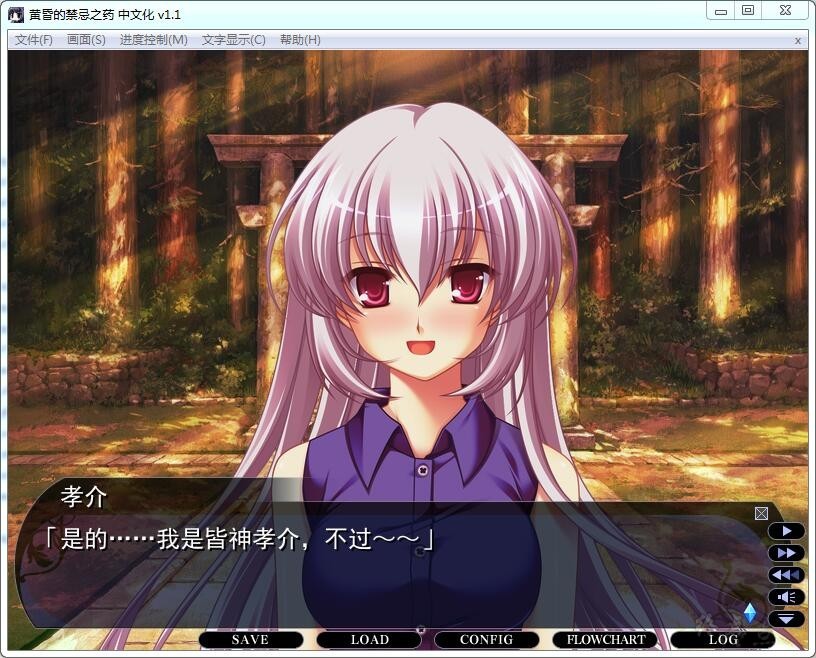 黄昏的禁忌之药 中文化 v1.1
文件(F) 画面(S) 进度控制(M) 文字显示(C) 帮助(H) x
孝介
「是的……我是皆神孝介，不过～～」
SAVE LOAD CONFIG FLOWCHART LOG